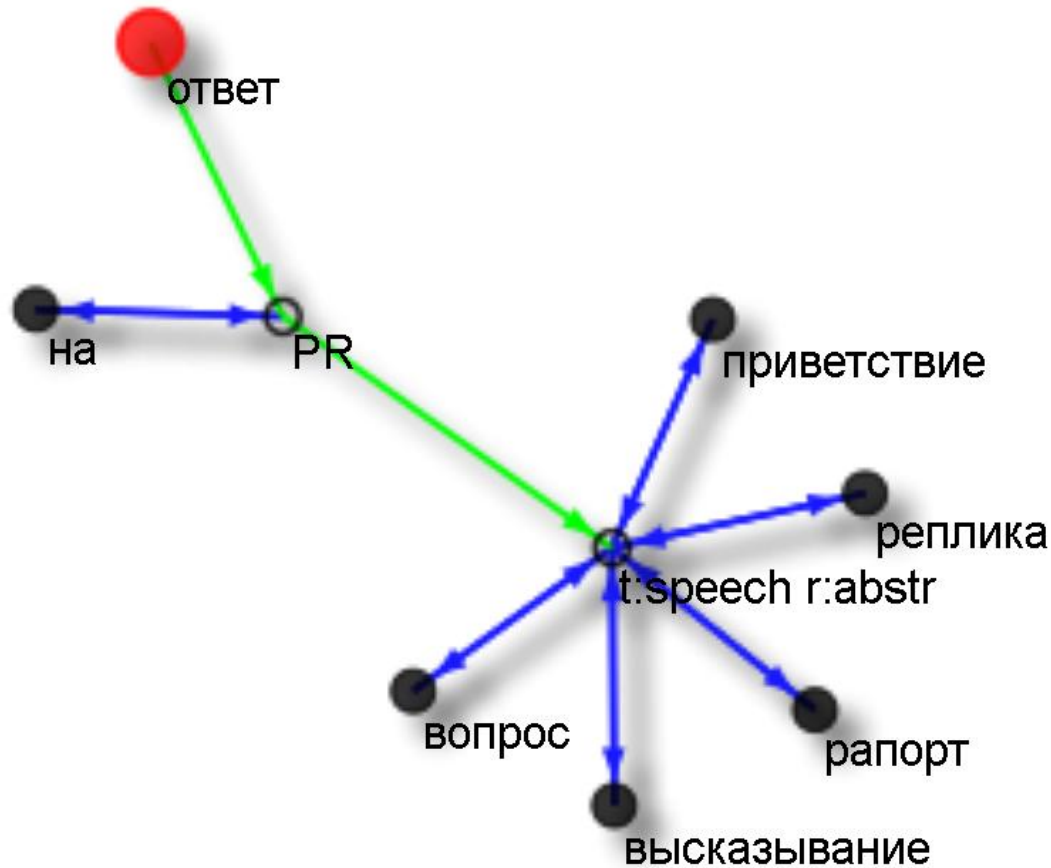 ответ
на
PR
приветствие
реплика
t:speech r:abstr
вопрос
рапорт
высказывание